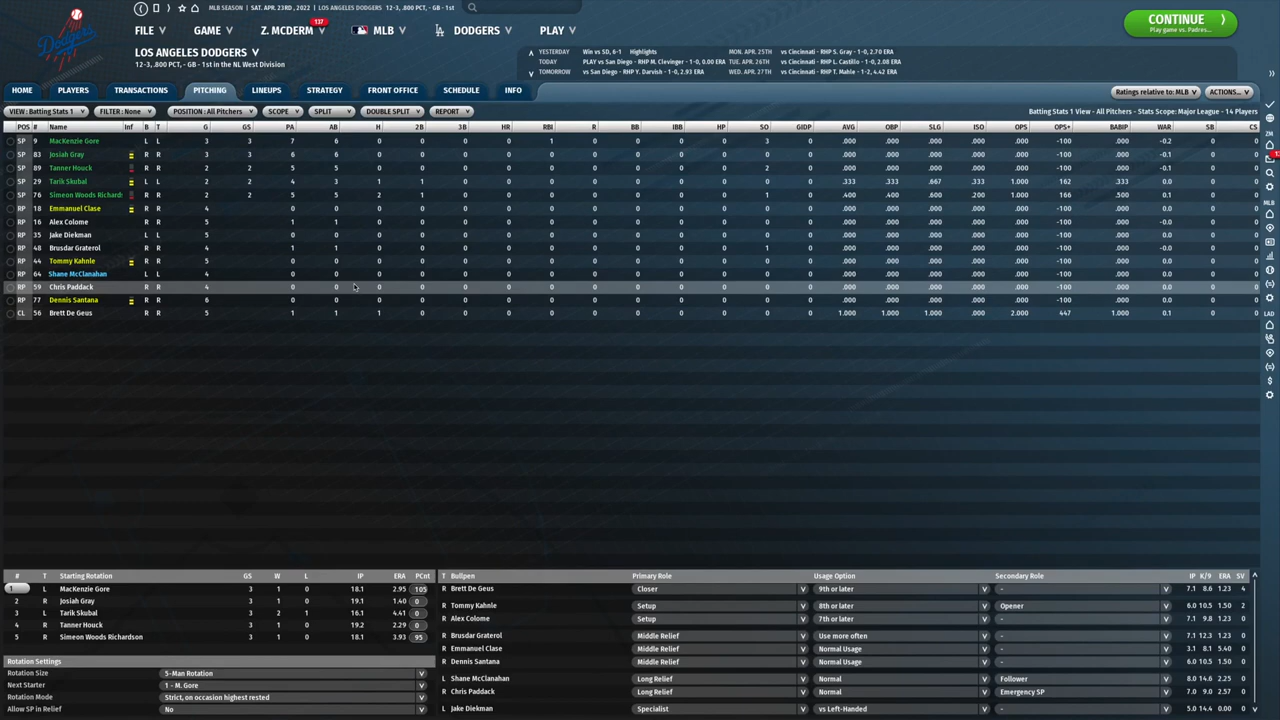 MLB SEASON | SAT. APR. 23RD, 2022 | LOS ANGELES DODGERS 12-3, .800 PCT, - GB - 1st
FILE GAME Z. MCDERM 137 MLB DODGERS PLAY
CONTINUE
Play game vs. Padres...
LOS ANGELES DODGERS
12-3, .800 PCT, - GB - 1st in the NL West Division
YESTERDAY Win vs SD, 6-1 Highlights MON. APR. 25TH vs Cincinnati - RHP S. Gray - 1-0, 2.70 ERA
TODAY PLAY vs San Diego - RHP M. Clevinger - 1-0, 0.00 ERA TUE. APR. 26TH vs Cincinnati - RHP L. Castillo - 1-0, 2.08 ERA
TOMORROW vs San Diego - RHP Y. Darvish - 1-0, 2.93 ERA WED. APR. 27TH vs Cincinnati - RHP T. Mahle - 1-2, 4.42 ERA
HOME PLAYERS TRANSACTIONS PITCHING LINEUPS STRATEGY FRONT OFFICE SCHEDULE INFO Ratings relative to: MLB ACTIONS...
VIEW: Batting Stats 1 FILTER: None POSITION: All Pitchers SCOPE SPLIT DOUBLE SPLIT REPORT Batting Stats 1 View - All Pitchers - Stats Scope: Major League - 14 Players
POS # Name Inf B T G GS PA AB H 2B 3B HR RBI R BB IBB HP SO GIDP AVG OBP SLG ISO OPS OPS+ BABIP WAR SB CS
SP 9 MacKenzie Gore L L 3 3 7 6 0 0 0 0 1 0 0 0 0 3 0 .000 .000 .000 .000 .000 -100 .000 -0.2 0 0
SP 83 Josiah Gray R R 3 3 6 6 0 0 0 0 0 0 0 0 0 0 0 .000 .000 .000 .000 .000 -100 .000 -0.1 0 0
SP 89 Tanner Houck R R 2 2 5 5 0 0 0 0 0 0 0 0 0 2 0 .000 .000 .000 .000 .000 -100 .000 -0.1 0 0
SP 29 Tarik Skubal L L 2 2 4 3 1 1 0 0 0 0 0 0 0 0 0 .333 .333 .667 .333 1.000 162 .333 0.0 0 0
SP 76 Simeon Woods Richards R R 2 2 5 5 2 1 0 0 0 0 0 0 0 1 0 .400 .400 .600 .200 1.000 166 .500 0.1 0 0
RP 18 Emmanuel Clase R R 4 0 0 0 0 0 0 0 0 0 0 0 0 0 .000 .000 .000 .000 .000 -100 .000 0.0 0 0
RP 16 Alex Colome R R 5 1 1 0 0 0 0 0 0 0 0 0 0 0 .000 .000 .000 .000 .000 -100 .000 -0.0 0 0
RP 35 Jake Diekman L L 5 0 0 0 0 0 0 0 0 0 0 0 0 0 .000 .000 .000 .000 .000 -100 .000 0.0 0 0
RP 48 Brusdar Graterol R R 4 1 1 0 0 0 0 0 0 0 0 0 1 0 .000 .000 .000 .000 .000 -100 .000 -0.0 0 0
RP 44 Tommy Kahnle R R 5 0 0 0 0 0 0 0 0 0 0 0 0 0 .000 .000 .000 .000 .000 -100 .000 0.0 0 0
RP 64 Shane McClanahan L L 4 0 0 0 0 0 0 0 0 0 0 0 0 0 .000 .000 .000 .000 .000 -100 .000 0.0 0 0
RP 59 Chris Paddack R R 4 0 0 0 0 0 0 0 0 0 0 0 0 0 .000 .000 .000 .000 .000 -100 .000 0.0 0 0
RP 77 Dennis Santana R R 6 0 0 0 0 0 0 0 0 0 0 0 0 0 .000 .000 .000 .000 .000 -100 .000 0.0 0 0
CL 56 Brett De Geus R R 5 1 1 1 0 0 0 0 0 0 0 0 0 0 1.000 1.000 1.000 .000 2.000 447 1.000 0.1 0 0
# T Starting Rotation GS W L IP ERA PCnt
1 L MacKenzie Gore 3 1 0 18.1 2.95 105
2 R Josiah Gray 3 1 0 19.1 1.40 0
3 L Tarik Skubal 3 2 1 16.1 4.41 0
4 R Tanner Houck 3 1 0 19.2 2.29 0
5 R Simeon Woods Richardson 3 1 0 18.1 3.93 95
Rotation Settings
Rotation Size 5-Man Rotation
Next Starter 1 - M. Gore
Rotation Mode Strict, on occasion highest rested
Allow SP in Relief No
T Bullpen Primary Role Usage Option Secondary Role IP K/9 ERA SV
R Brett De Geus Closer 9th or later - 7.1 8.6 1.23 4
R Tommy Kahnle Setup 8th or later Opener 6.0 10.5 1.50 2
R Alex Colome Setup 7th or later - 7.1 9.8 1.23 0
R Brusdar Graterol Middle Relief Use more often - 7.1 12.3 1.23 0
R Emmanuel Clase Middle Relief Normal Usage - 3.1 8.1 5.40 0
R Dennis Santana Middle Relief Normal Usage - 6.0 10.5 1.50 0
L Shane McClanahan Long Relief Normal Follower 8.0 14.6 2.25 0
R Chris Paddack Long Relief Normal Emergency SP 7.0 9.0 2.57 0
L Jake Diekman Specialist vs Left-Handed - 5.0 14.4 0.00 0
MLB
LAD